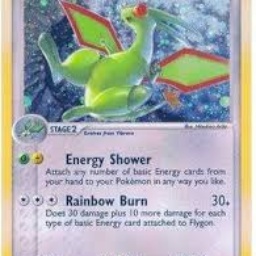 STAGE 2
Evolves from Vibrava
Energy Shower
Attach any number of basic Energy cards from
your hand to your Pokémon in any way you like.
Rainbow Burn 30+
Does 30 damage plus 10 more damage for each
type of basic Energy card attached to Flygon.